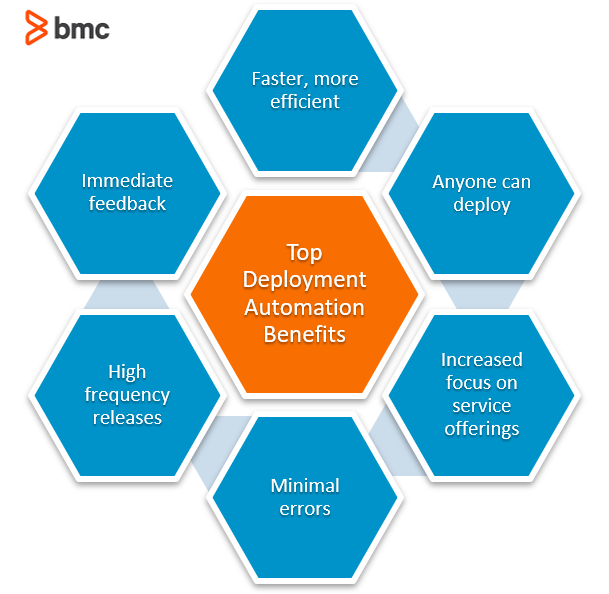 bmc
Faster, more
efficient
Anyone can
deploy
Increased
focus on
service
offerings
Minimal
errors
High
frequency
releases
Immediate
feedback
Top
Deployment
Automation
Benefits